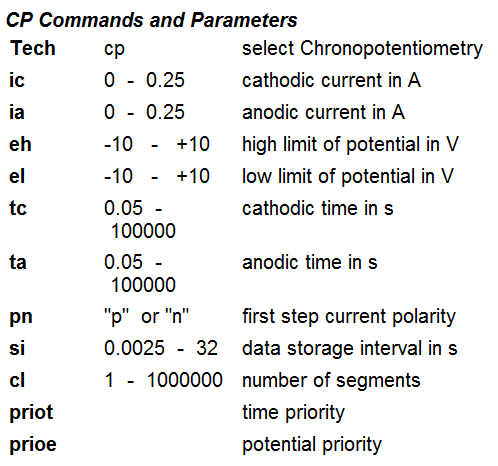 CP Commands and Parameters
Tech cp select Chronopotentiometry
ic 0 - 0.25 cathodic current in A
ia 0 - 0.25 anodic current in A
eh -10 - +10 high limit of potential in V
el -10 - +10 low limit of potential in V
tc 0.05 - cathodic time in s
100000
ta 0.05 - anodic time in s
100000
pn "p" or "n" first step current polarity
si 0.0025 - 32 data storage interval in s
cl 1 - 1000000 number of segments
priot time priority
prioe potential priority